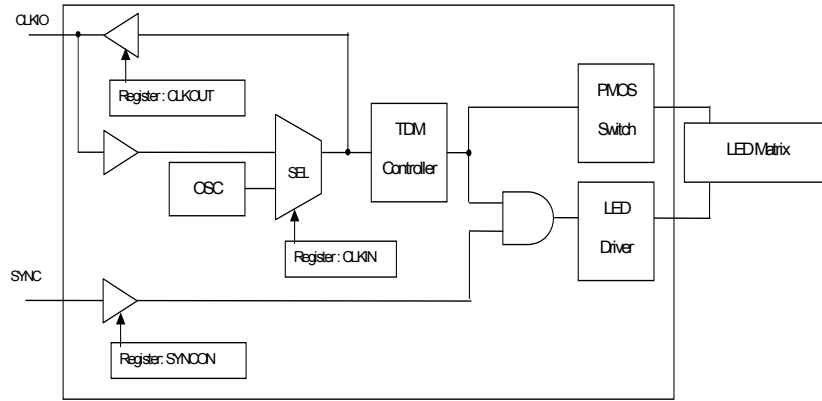 CLKIO
Register : CLKOUT
OSC
SEL
TDM
Controller
PMOS
Switch
LED Matrix
LED
Driver
Register : CLKIN
SYNC
Register : SYNCON